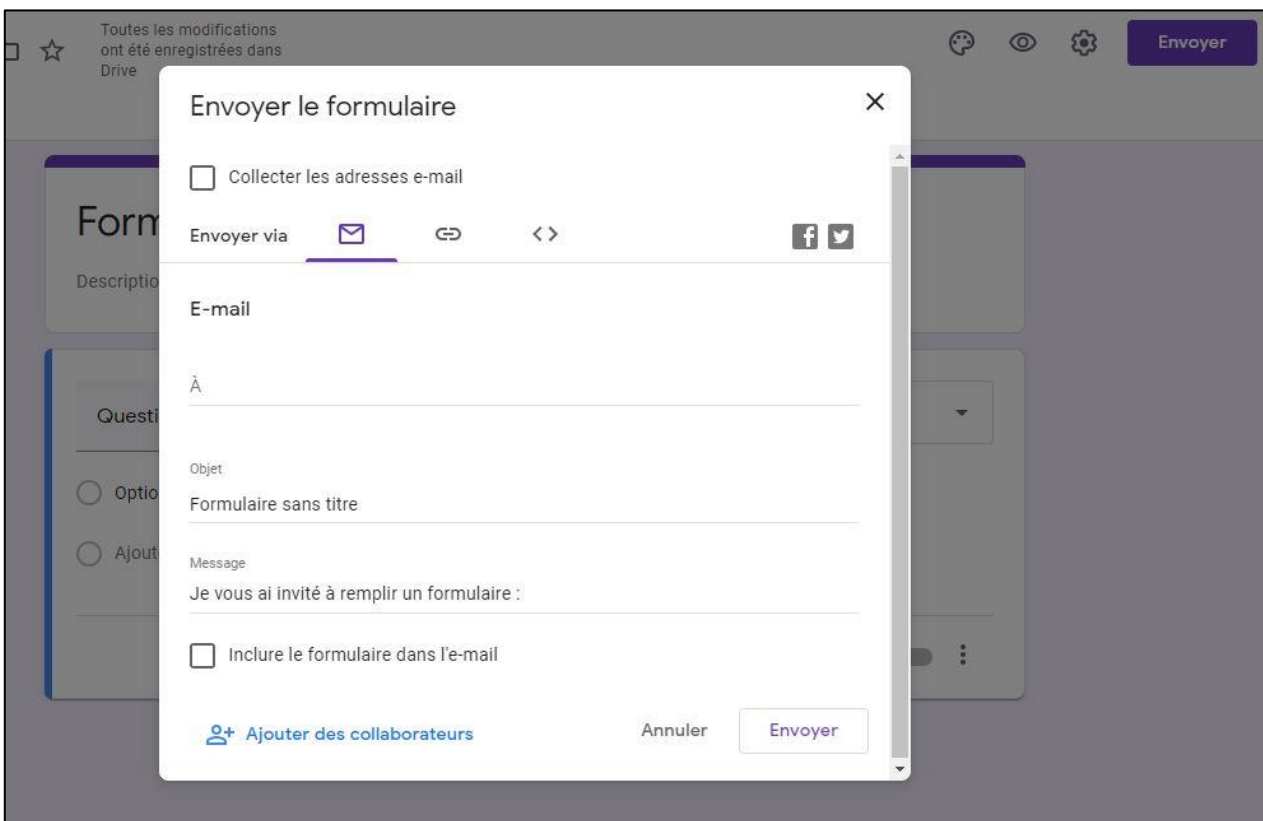 Toutes les modifications
ont été enregistrées dans
Drive
Envoyer
Envoyer le formulaire
Collecter les adresses e-mail
Envoyer via
Form
Descriptio
E-mail
À
Questi
Objet
Optio
Formulaire sans titre
Ajout
Message
Je vous ai invité à remplir un formulaire :
Inclure le formulaire dans l'e-mail
Ajouter des collaborateurs
Annuler
Envoyer